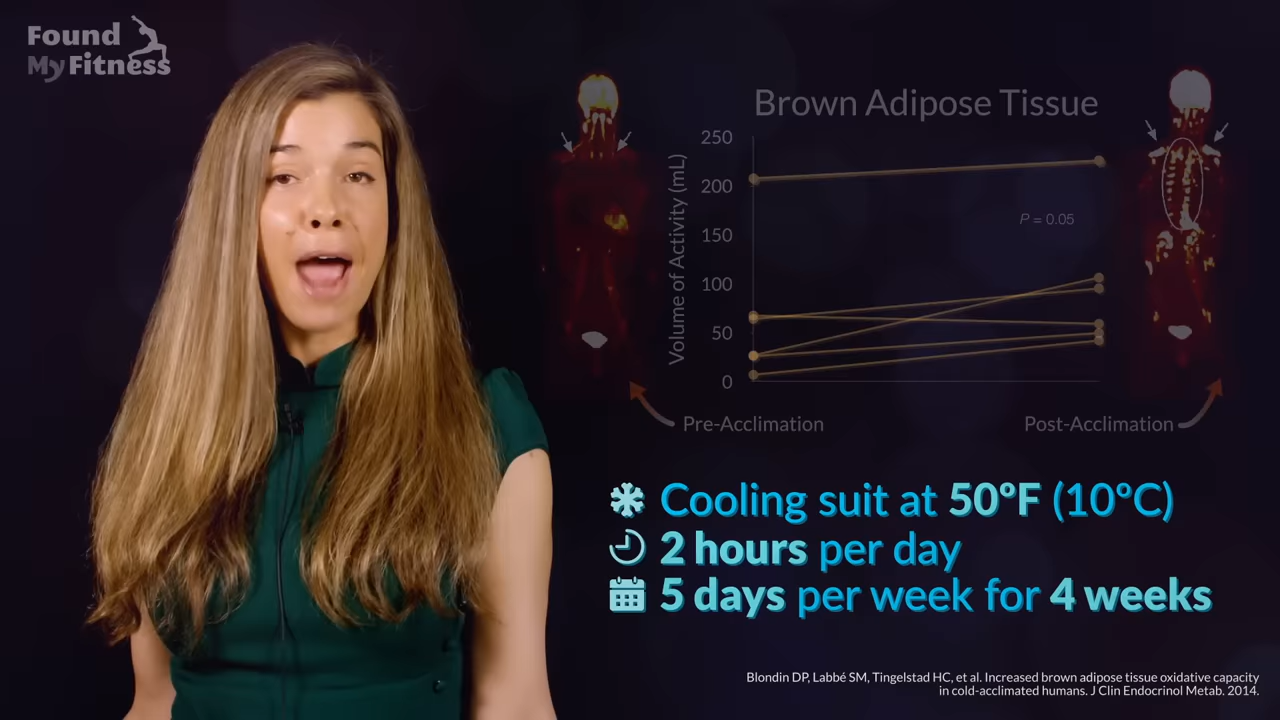 Found
My Fitness
Brown Adipose Tissue
250
200
150
100
50
0
Volume of Activity (mL)
P = 0.05
Pre-Acclimation
Post-Acclimation
Cooling suit at 50°F (10°C)
2 hours per day
5 days per week for 4 weeks
Blondin DP, Labbé SM, Tingelstad HC, et al. Increased brown adipose tissue oxidative capacity
in cold-acclimated humans. J Clin Endocrinol Metab. 2014.